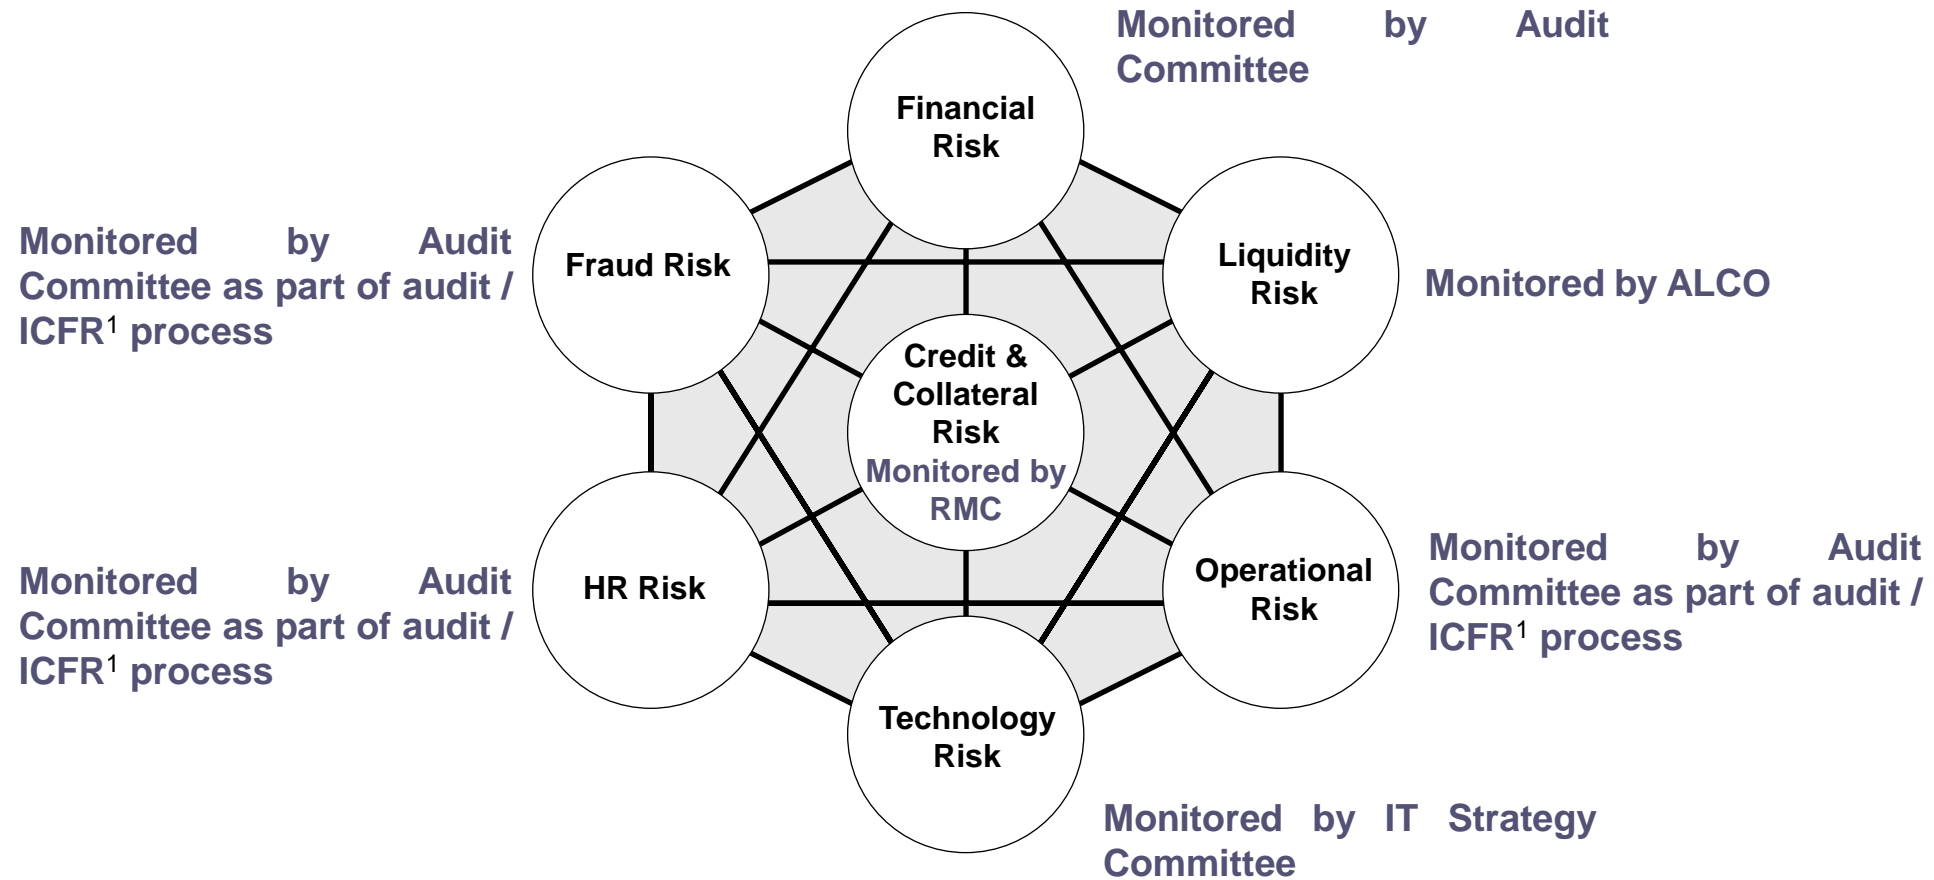 Monitored by Audit
Committee
Financial
Risk
Monitored by Audit
Committee as part of audit /
ICFR¹ process
Fraud Risk
Liquidity
Risk
Monitored by ALCO
Credit &
Collateral
Risk
Monitored by
RMC
Monitored by Audit
Committee as part of audit /
ICFR¹ process
HR Risk
Operational
Risk
Monitored by Audit
Committee as part of audit /
ICFR¹ process
Technology
Risk
Monitored by IT Strategy
Committee